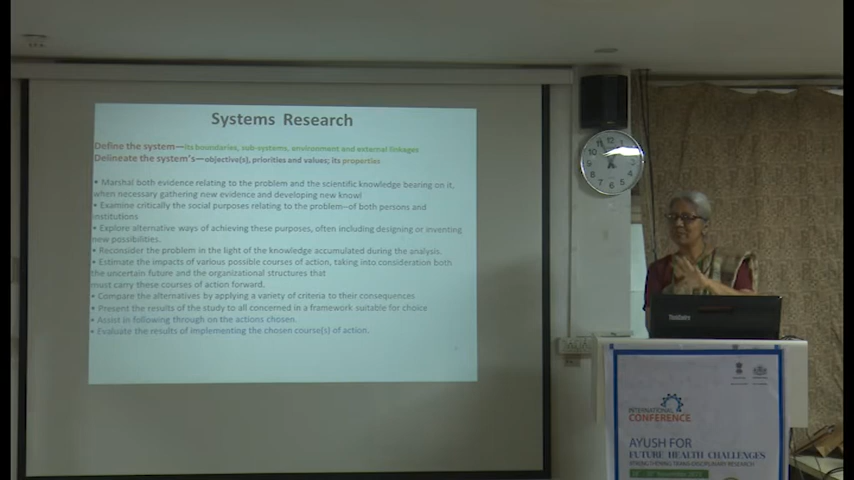 Systems Research
Define the system—its boundaries, sub-systems, environment and external linkages
Delineate the system's—objective(s), priorities and values; its properties
• Marshal both evidence relating to the problem and the scientific knowledge bearing on it,
when necessary gathering new evidence and developing new knowl
• Examine critically the social purposes relating to the problem—of both persons and
institutions
• Explore alternative ways of achieving these purposes, often including designing or inventing
new possibilities.
• Reconsider the problem in the light of the knowledge accumulated during the analysis.
• Estimate the impacts of various possible courses of action, taking into consideration both
the uncertain future and the organizational structures that
must carry these courses of action forward.
• Compare the alternatives by applying a variety of criteria to their consequences
• Present the results of the study to all concerned in a framework suitable for choice
• Assist in following through on the actions chosen.
• Evaluate the results of implementing the chosen course(s) of action.
INTERNATIONAL
CONFERENCE
AYUSH FOR
FUTURE HEALTH CHALLENGES
STRENGTHENING TRANS-DISCIPLINARY RESEARCH